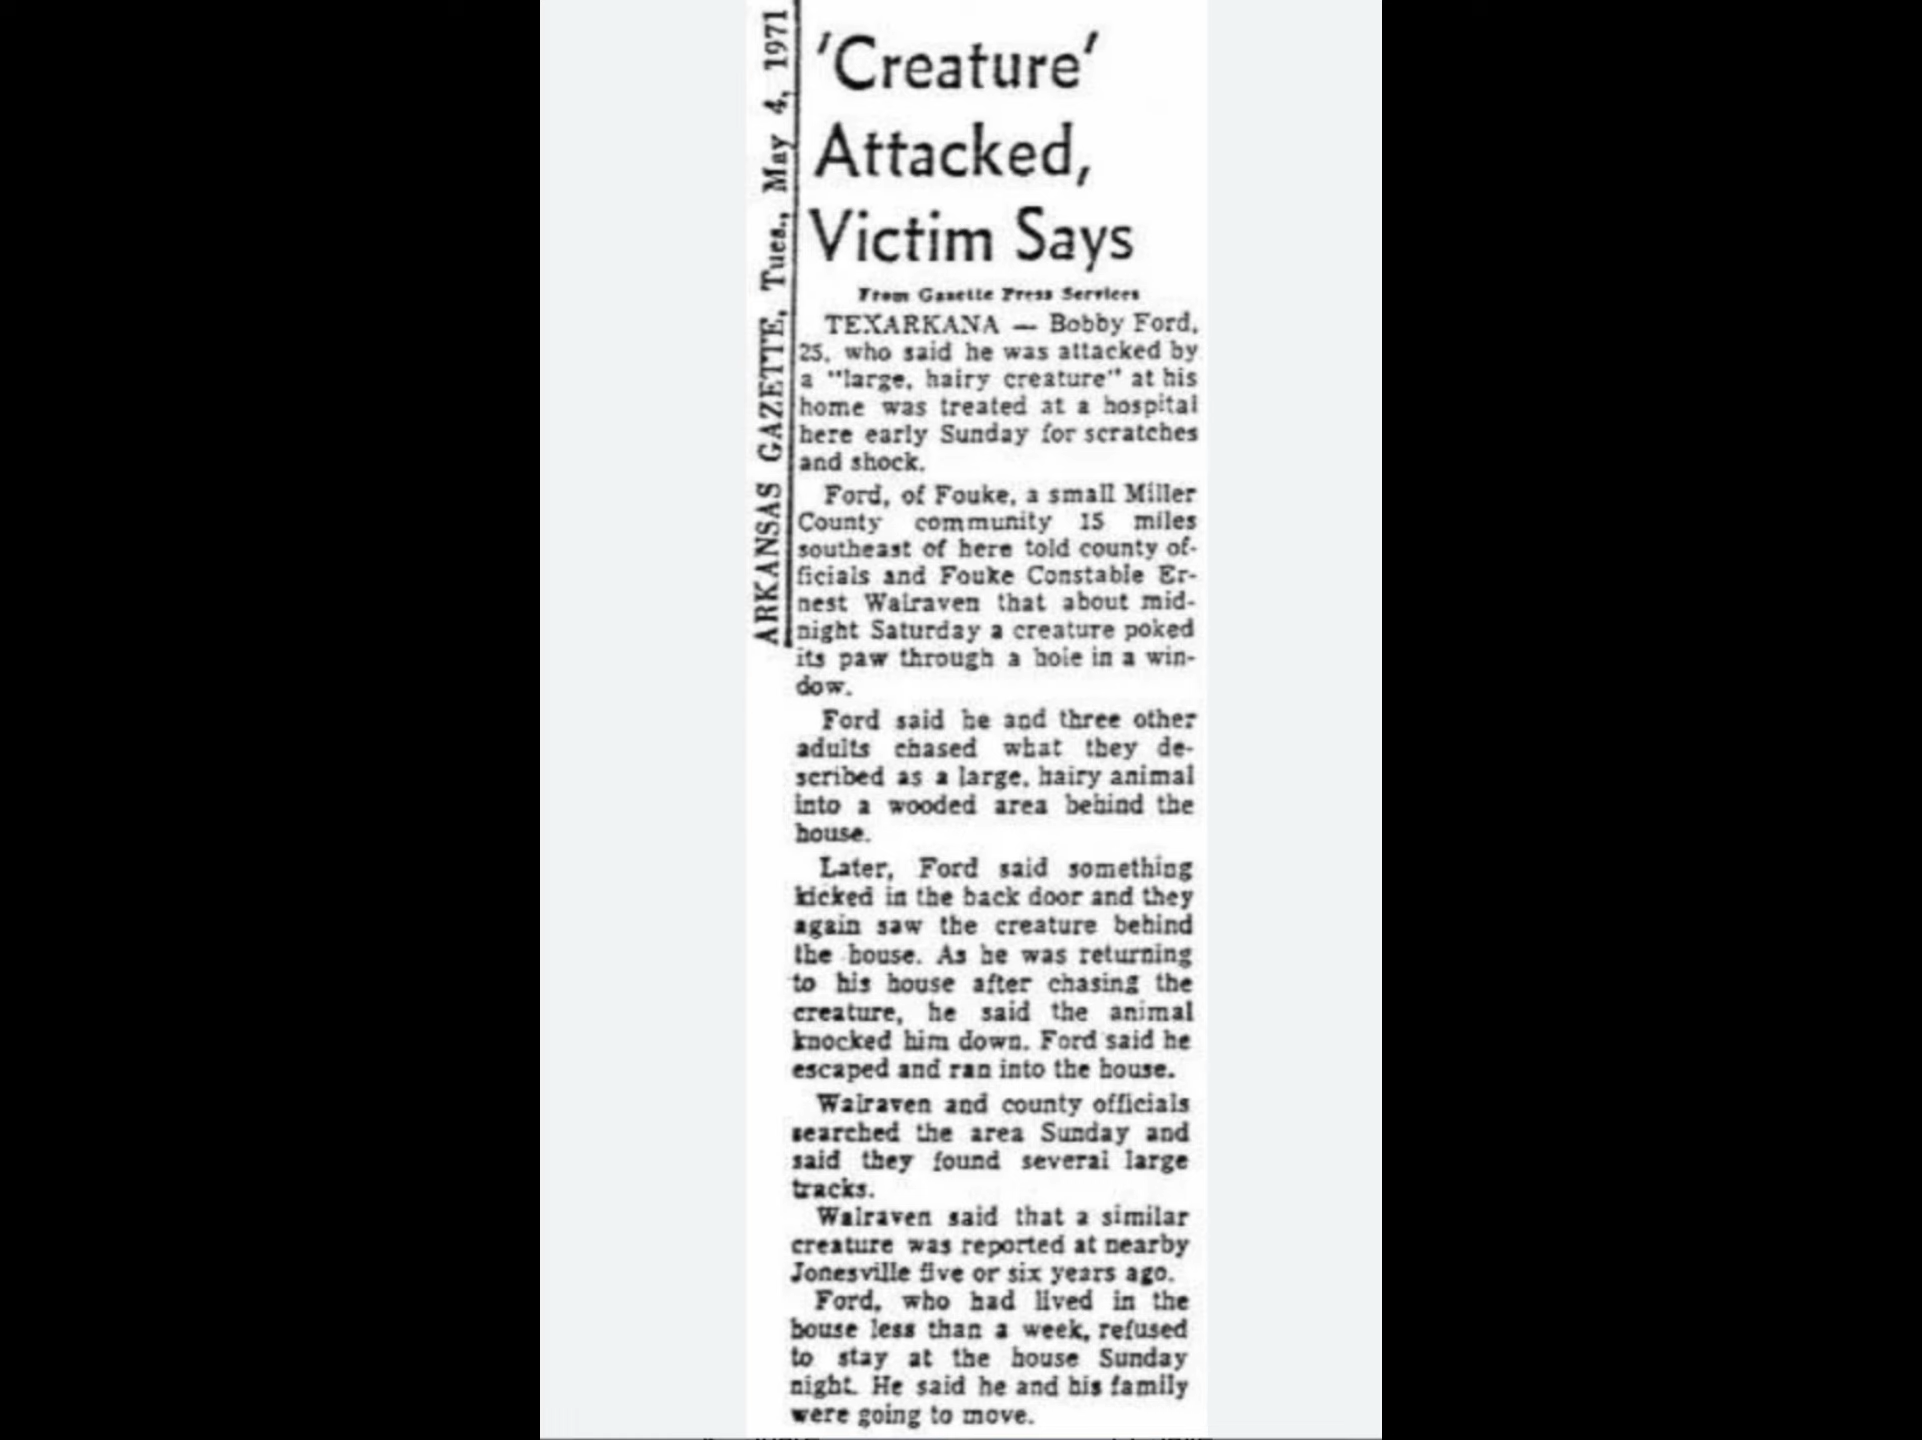 ARKANSAS GAZETTE, Tues., May 4, 1971
'Creature'
Attacked,
Victim Says
From Gazette Press Services
TEXARKANA — Bobby Ford,
25, who said he was attacked by
a "large, hairy creature" at his
home was treated at a hospital
here early Sunday for scratches
and shock.
Ford, of Fouke, a small Miller
County community 15 miles
southeast of here told county of-
ficials and Fouke Constable Er-
nest Walraven that about mid-
night Saturday a creature poked
its paw through a hole in a win-
dow.
Ford said he and three other
adults chased what they de-
scribed as a large, hairy animal
into a wooded area behind the
house.
Later, Ford said something
kicked in the back door and they
again saw the creature behind
the house. As he was returning
to his house after chasing the
creature, he said the animal
knocked him down. Ford said he
escaped and ran into the house.
Walraven and county officials
searched the area Sunday and
said they found several large
tracks.
Walraven said that a similar
creature was reported at nearby
Jonesville five or six years ago.
Ford, who had lived in the
house less than a week, refused
to stay at the house Sunday
night. He said he and his family
were going to move.